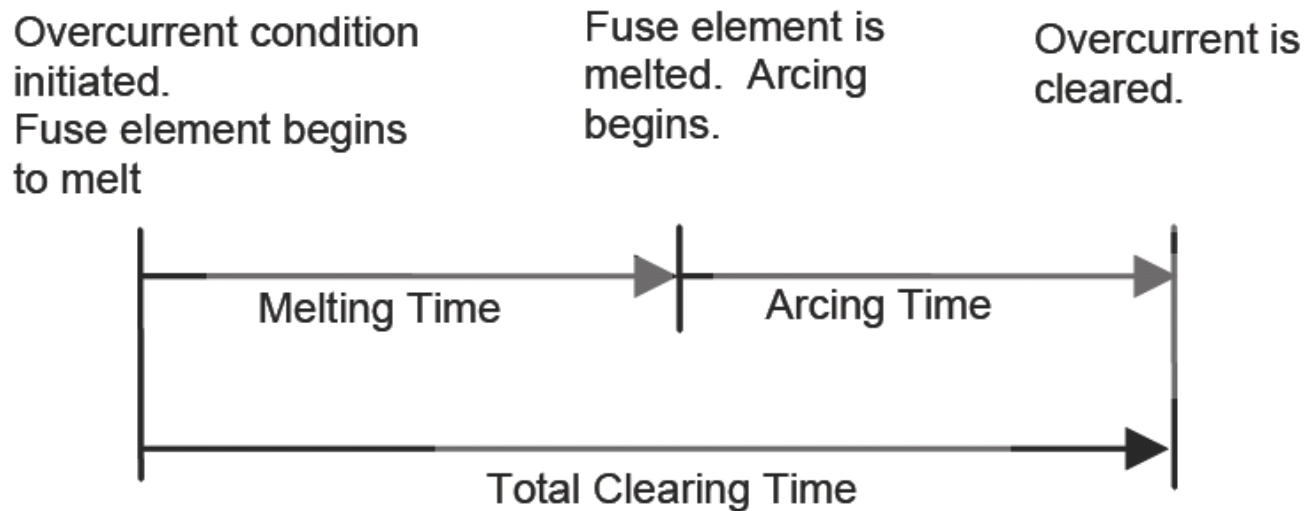 Overcurrent condition
initiated.
Fuse element begins
to melt
Fuse element is
melted.  Arcing
begins.
Overcurrent is
cleared.
Melting Time
Arcing Time
Total Clearing Time